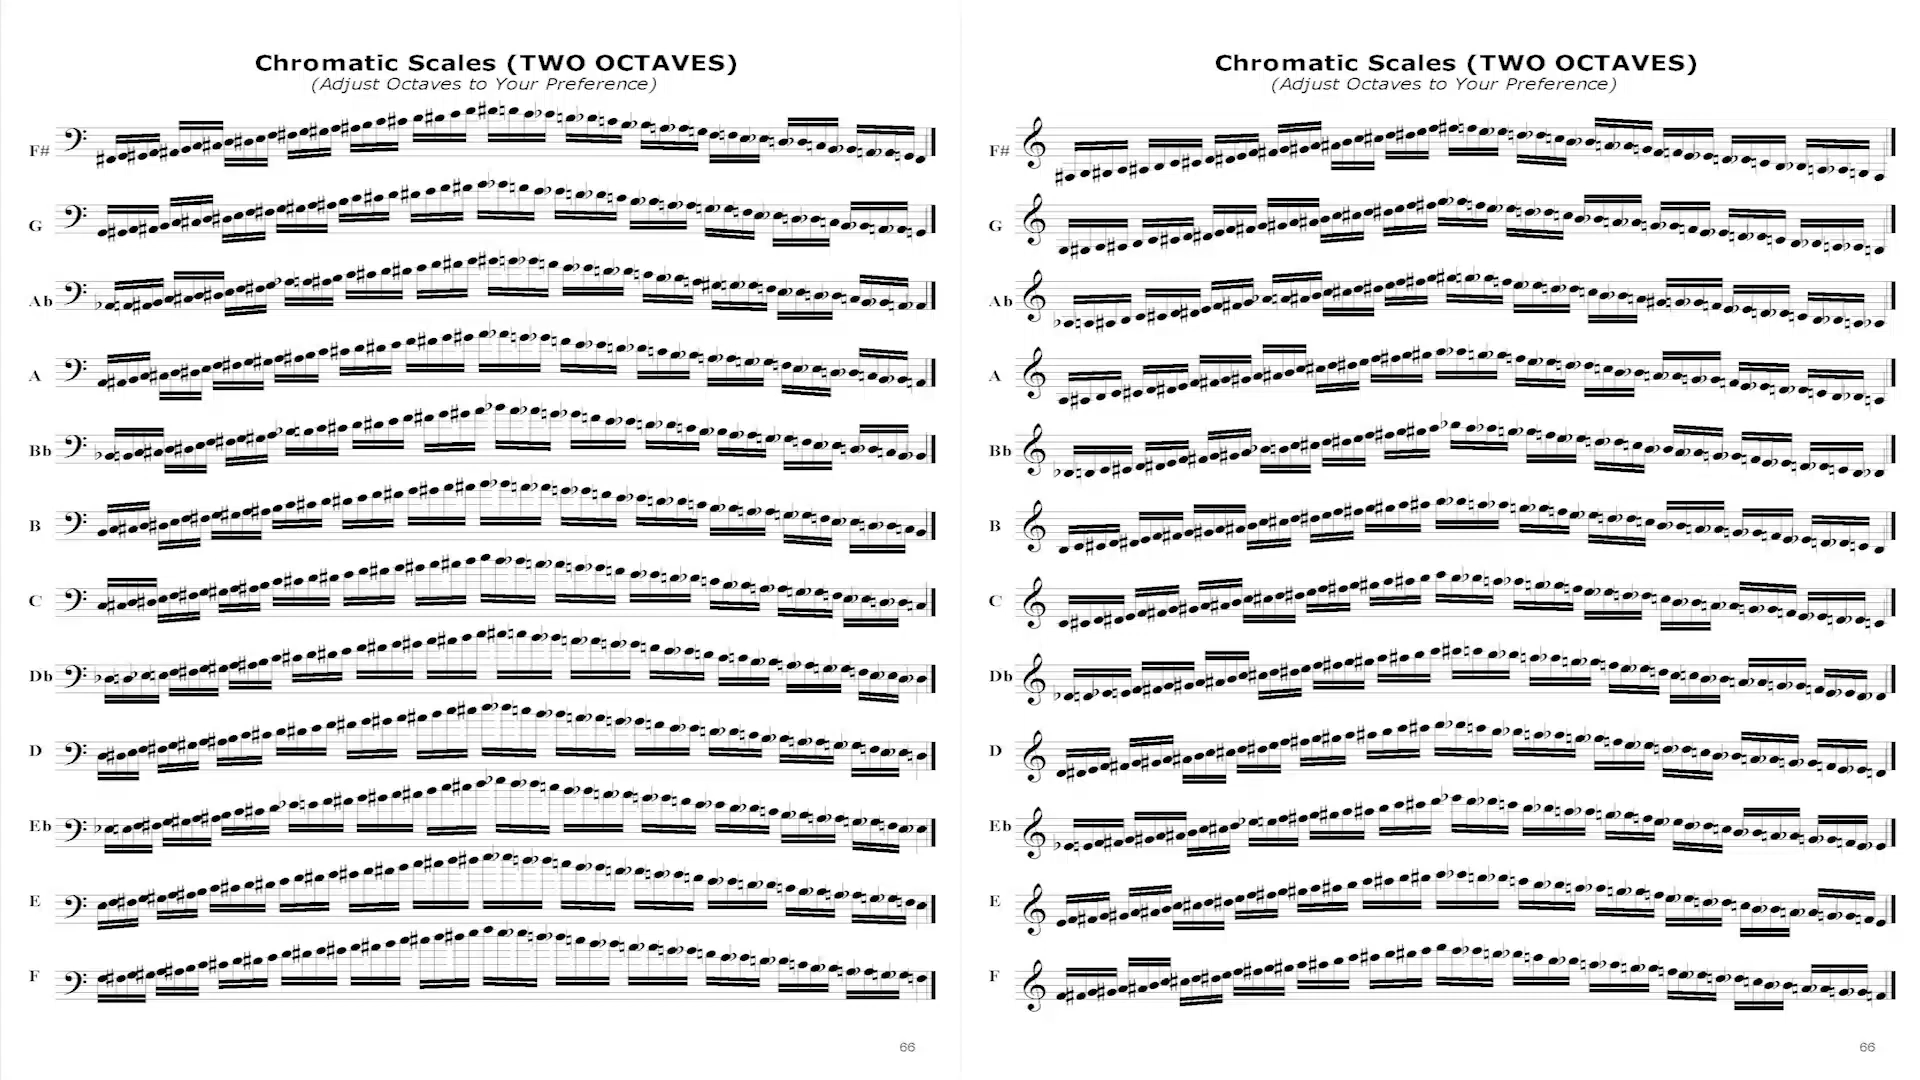 Chromatic Scales (TWO OCTAVES)
(Adjust Octaves to Your Preference)
F#
G
Ab
A
Bb
B
C
Db
D
Eb
E
F
66
Chromatic Scales (TWO OCTAVES)
(Adjust Octaves to Your Preference)
F#
G
Ab
A
Bb
B
C
Db
D
Eb
E
F
66